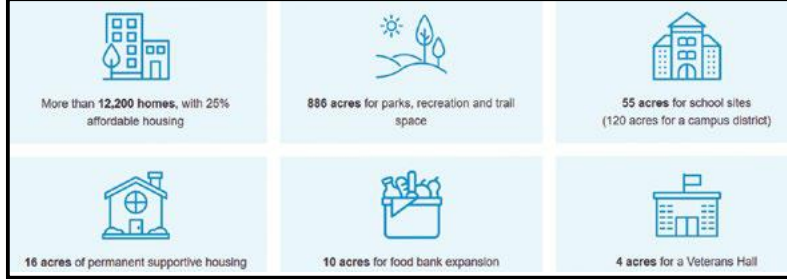 More than 12,200 homes, with 25%
affordable housing
886 acres for parks, recreation and trail
space
55 acres for school sites
(120 acres for a campus district)
16 acres of permanent supportive housing
10 acres for food bank expansion
4 acres for a Veterans Hall